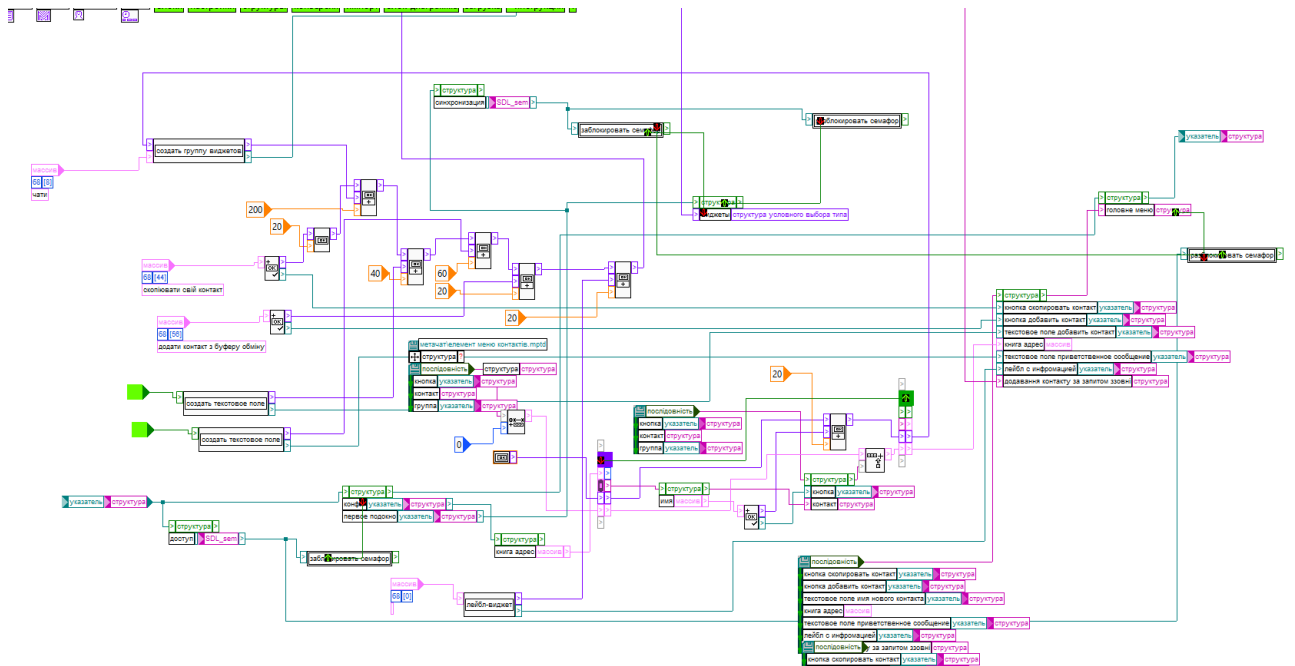 структура
синхронизация SDL_sem
заблокировать семафор
указатель структура
создать группу виджетов
массив
68 [8]
чати
структура
виджеты структура условного выбора типа
структура
головне меню структура
200
20
массив
68 [44]
скопіювати свій контакт
40
60
20
20
структура
кнопка скопировать контакт указатель структура
кнопка добавить контакт указатель структура
текстовое поле добавить контакт указатель структура
книга адрес массив
текстовое поле приветственное сообщение указатель структура
лейбл с инфромацией указатель структура
додавання контакту за запитом ззовні структура
массив
68 [56]
додати контакт з буферу обміну
метачат\елемент меню контактів.mptd
структура
послідовність структура структура
кнопка указатель структура
контакт структура
группа указатель структура
20
создать текстовое поле
создать текстовое поле
0
послідовність
кнопка указатель структура
контакт структура
группа указатель структура
структура
кнопка указатель структура
контакт структура
структура
имя массив
указатель структура
структура
указатель структура
первое подокно указатель структура
структура
доступ SDL_sem
структура
книга адрес массив
массив
68 [0]
лейбл-виджет
послідовність
кнопка скопировать контакт указатель структура
кнопка добавить контакт указатель структура
текстовое поле имя нового контакта указатель структура
книга адрес массив
текстовое поле приветственное сообщение указатель структура
лейбл с инфромацией указатель структура
послідовність у за запитом ззовні структура
кнопка скопировать контакт указатель структура